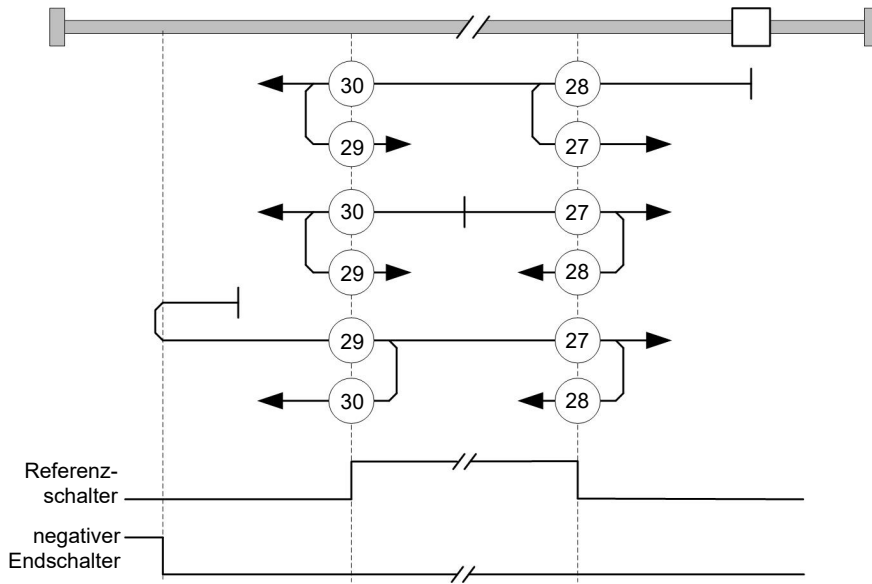 30 28
29 27
30 27
29 28
29 27
30 28
Referenz-
schalter
negativer
Endschalter